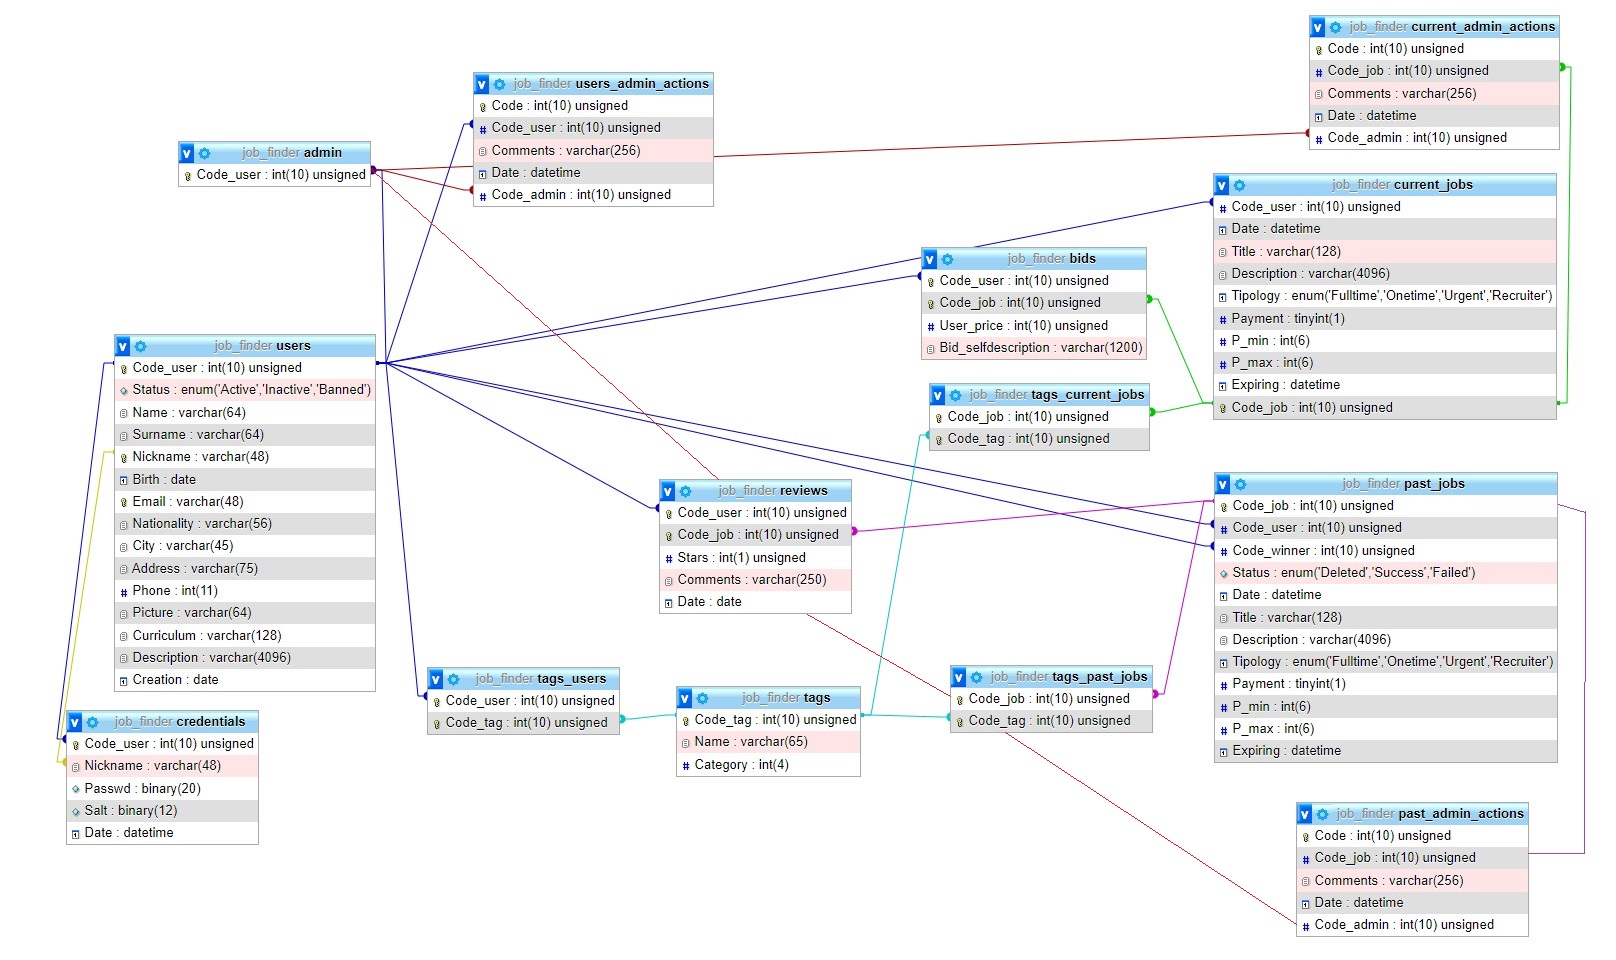 job_finder current_admin_actions
Code : int(10) unsigned
Code_job : int(10) unsigned
Comments : varchar(256)
Date : datetime
Code_admin : int(10) unsigned
job_finder users_admin_actions
Code : int(10) unsigned
Code_user : int(10) unsigned
Comments : varchar(256)
Date : datetime
Code_admin : int(10) unsigned
job_finder admin
Code_user : int(10) unsigned
job_finder current_jobs
Code_user : int(10) unsigned
Date : datetime
Title : varchar(128)
Description : varchar(4096)
Tipology : enum('Fulltime','Onetime','Urgent','Recruiter')
Payment : tinyint(1)
P_min : int(6)
P_max : int(6)
Expiring : datetime
Code_job : int(10) unsigned
job_finder bids
Code_user : int(10) unsigned
Code_job : int(10) unsigned
User_price : int(10) unsigned
Bid_selfdescription : varchar(1200)
job_finder users
Code_user : int(10) unsigned
Status : enum('Active','Inactive','Banned')
Name : varchar(64)
Surname : varchar(64)
Nickname : varchar(48)
Birth : date
Email : varchar(48)
Nationality : varchar(56)
City : varchar(45)
Address : varchar(75)
Phone : int(11)
Picture : varchar(64)
Curriculum : varchar(128)
Description : varchar(4096)
Creation : date
job_finder tags_current_jobs
Code_job : int(10) unsigned
Code_tag : int(10) unsigned
job_finder reviews
Code_user : int(10) unsigned
Code_job : int(10) unsigned
Stars : int(1) unsigned
Comments : varchar(250)
Date : date
job_finder past_jobs
Code_job : int(10) unsigned
Code_user : int(10) unsigned
Code_winner : int(10) unsigned
Status : enum('Deleted','Success','Failed')
Date : datetime
Title : varchar(128)
Description : varchar(4096)
Tipology : enum('Fulltime','Onetime','Urgent','Recruiter')
Payment : tinyint(1)
P_min : int(6)
P_max : int(6)
Expiring : datetime
job_finder tags_users
Code_user : int(10) unsigned
Code_tag : int(10) unsigned
job_finder tags
Code_tag : int(10) unsigned
Name : varchar(65)
Category : int(4)
job_finder tags_past_jobs
Code_job : int(10) unsigned
Code_tag : int(10) unsigned
job_finder credentials
Code_user : int(10) unsigned
Nickname : varchar(48)
Passwd : binary(20)
Salt : binary(12)
Date : datetime
job_finder past_admin_actions
Code : int(10) unsigned
Code_job : int(10) unsigned
Comments : varchar(256)
Date : datetime
Code_admin : int(10) unsigned